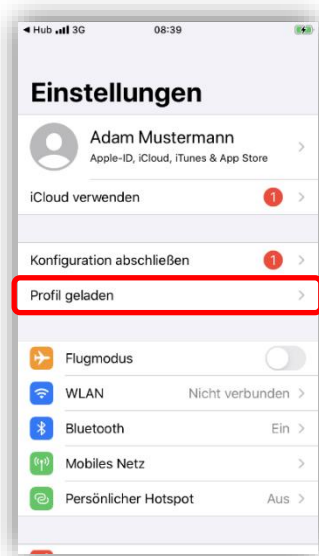 Hub 3G 08:39
Einstellungen
Adam Mustermann
Apple-ID, iCloud, iTunes & App Store
iCloud verwenden 1
Konfiguration abschließen 1
Profil geladen
Flugmodus
WLAN Nicht verbunden
Bluetooth Ein
Mobiles Netz
Persönlicher Hotspot Aus